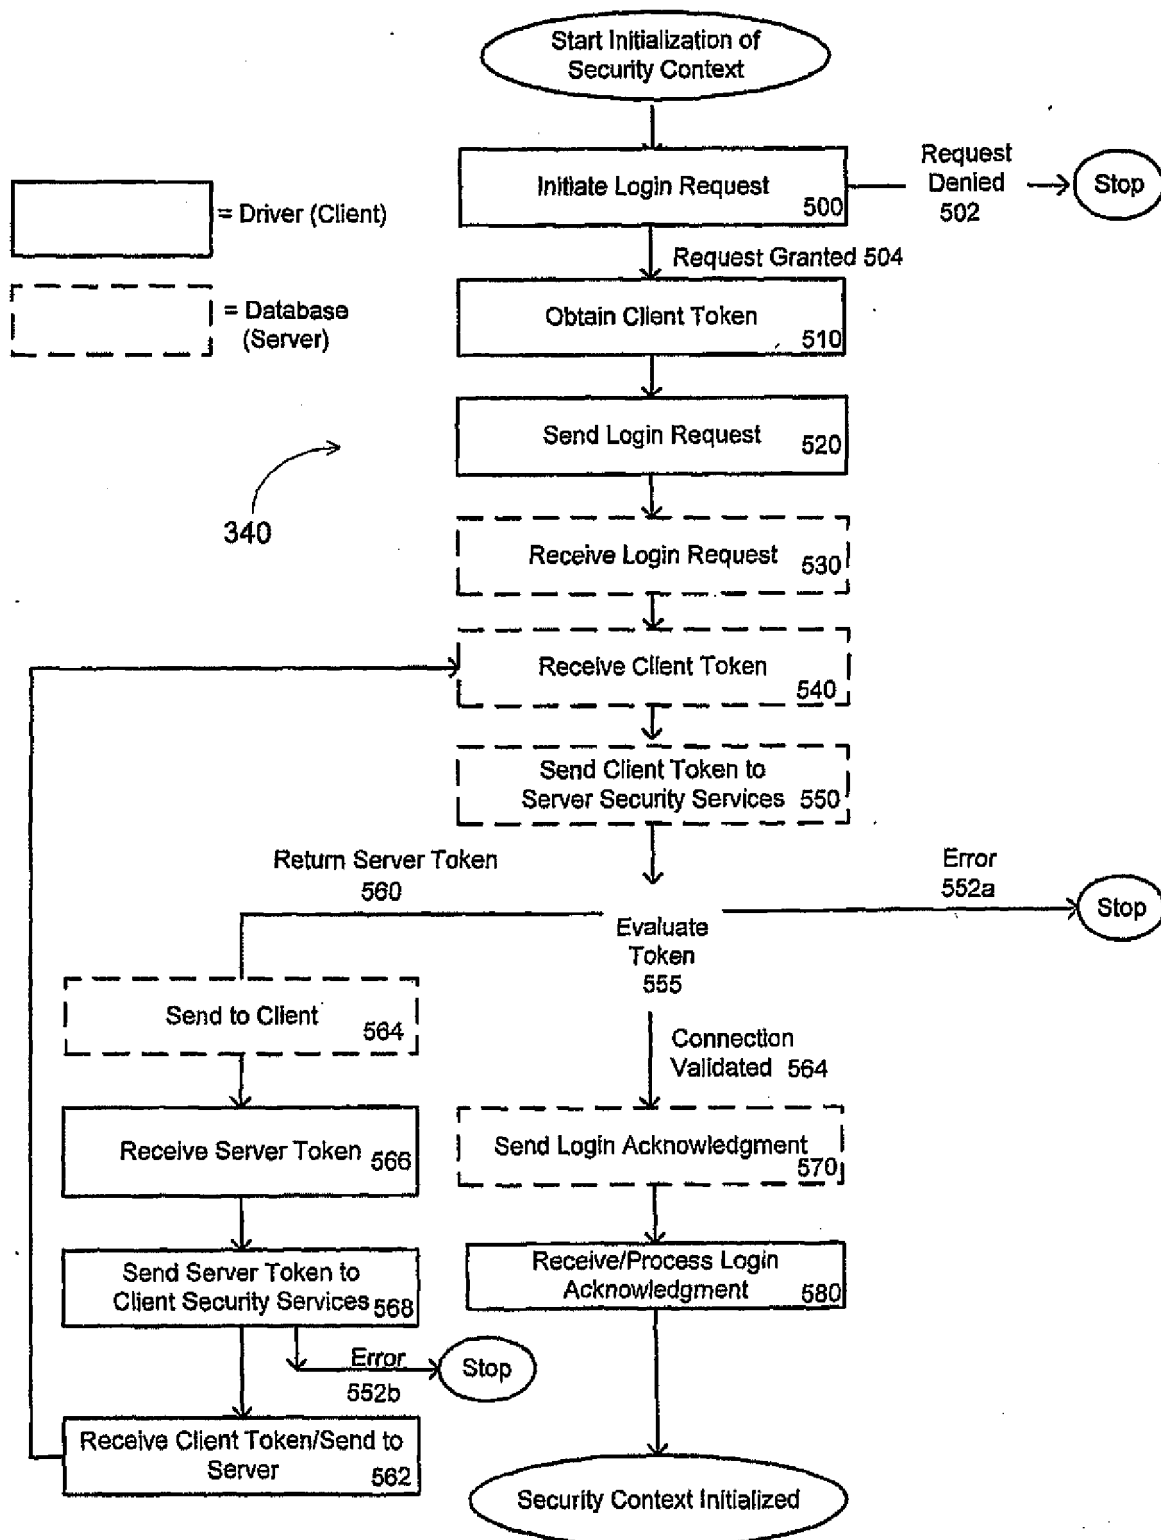 Start Initialization of
Security Context
Initiate Login Request
500
Request
Denied
502
Stop
= Driver (Client)
Request Granted 504
= Database
(Server)
Obtain Client Token
510
Send Login Request
520
340
Receive Login Request
530
Receive Client Token
540
Send Client Token to
Server Security Services
550
Return Server Token
560
Error
552a
Stop
Evaluate
Token
555
Send to Client
564
Connection
Validated 564
Receive Server Token
566
Send Login Acknowledgment
570
Send Server Token to
Client Security Services
568
Receive/Process Login
Acknowledgment
580
Error
552b
Stop
Receive Client Token/Send to
Server
562
Security Context Initialized